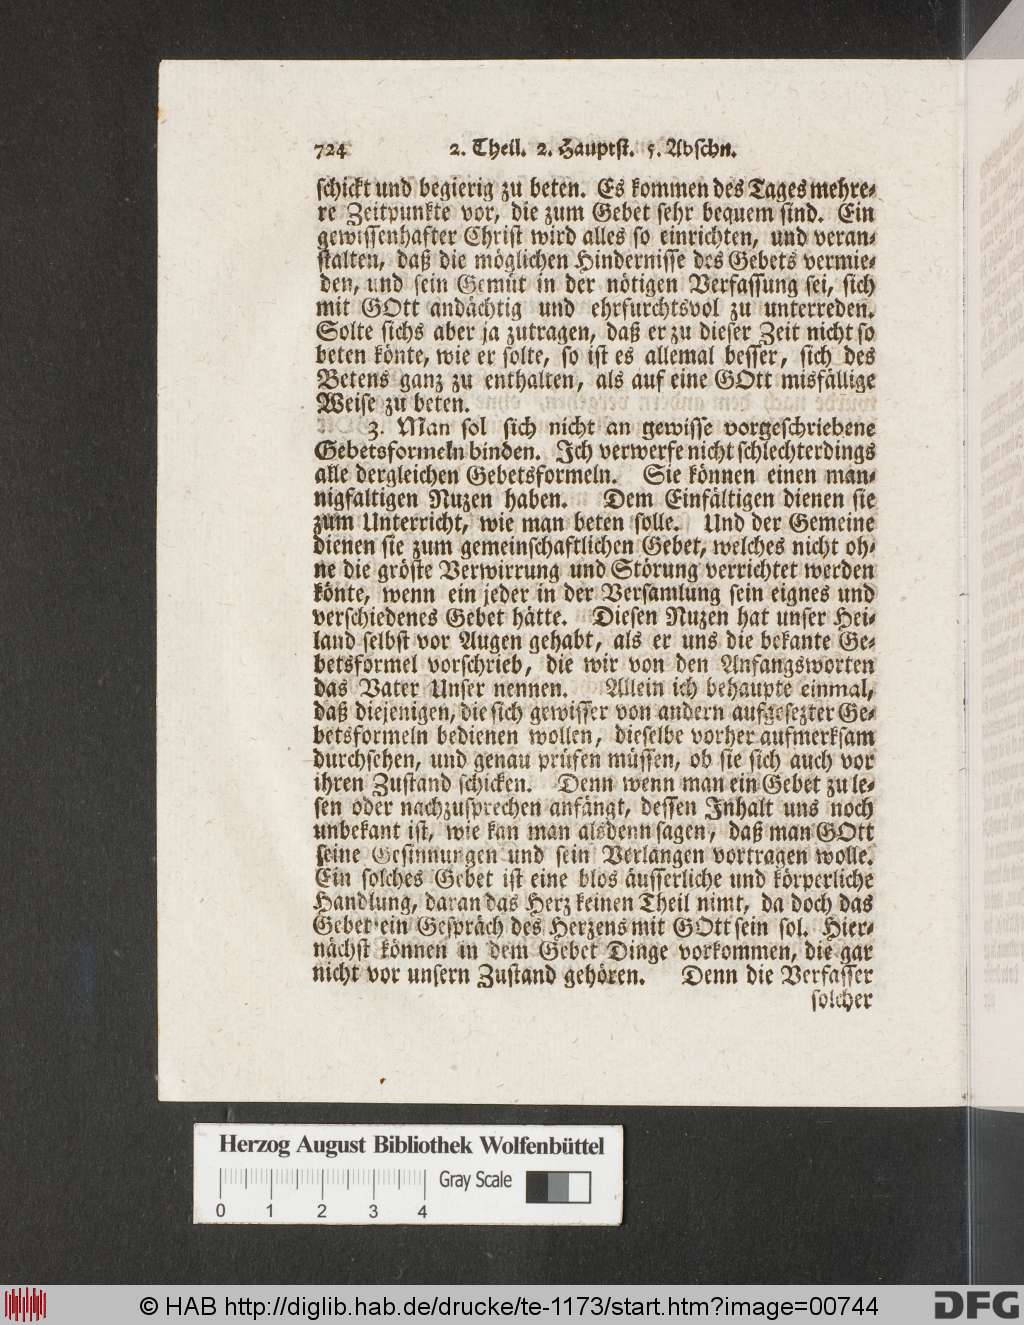 724 2. Theil. 2. Hauptst. 5. Abschn.
schickt und begierig zu beten. Es kommen des Tages mehre-
re Zeitpunkte vor, die zum Gebet sehr bequem sind. Ein
gewissenhafter Christ wird alles so einrichten, und veran-
stalten, daß die möglichen Hindernisse des Gebets vermie-
den, und sein Gemüt in der nötigen Verfassung sei, sich
mit GOtt andächtig und ehrfurchtsvol zu unterreden.
Solte sichs aber ja zutragen, daß er zu dieser Zeit nicht so
beten könte, wie er solte, so ist es allemal besser, sich des
Betens ganz zu enthalten, als auf eine GOtt misfällige
Weise zu beten.
3. Man sol sich nicht an gewisse vorgeschriebene
Gebetsformeln binden. Ich verwerfe nicht schlechterdings
alle dergleichen Gebetsformeln. Sie können einen man-
nigfaltigen Nuzen haben. Dem Einfältigen dienen sie
zum Unterricht, wie man beten solle. Und der Gemeine
dienen sie zum gemeinschaftlichen Gebet, welches nicht oh-
ne die gröste Verwirrung und Störung verrichtet werden
könte, wenn ein jeder in der Versamlung sein eignes und
verschiedenes Gebet hätte. Diesen Nuzen hat unser Hei-
land selbst vor Augen gehabt, als er uns die bekante Ge-
betsformel vorschrieb, die wir von den Anfangsworten
das Vater Unser nennen. Allein ich behaupte einmal,
daß diejenigen, die sich gewisser von andern aufgesezter Ge-
betsformeln bedienen wollen, dieselbe vorher aufmerksam
durchsehen, und genau prüfen müssen, ob sie sich auch vor
ihren Zustand schicken. Denn wenn man ein Gebet zu le-
sen oder nachzusprechen anfängt, dessen Inhalt uns noch
unbekant ist, wie kan man alsdenn sagen, daß man GOtt
seine Gesinnungen und sein Verlangen vortragen wolle.
Ein solches Gebet ist eine blos äusserliche und körperliche
Handlung, daran das Herz keinen Theil nimt, da doch das
Gebet ein Gespräch des Herzens mit GOtt sein sol. Hier-
nächst können in dem Gebet Dinge vorkommen, die gar
nicht vor unsern Zustand gehören. Denn die Verfasser
solcher
Herzog August Bibliothek Wolfenbüttel
Gray Scale
0 1 2 3 4
© HAB http://diglib.hab.de/drucke/te-1173/start.htm?image=00744
DFG